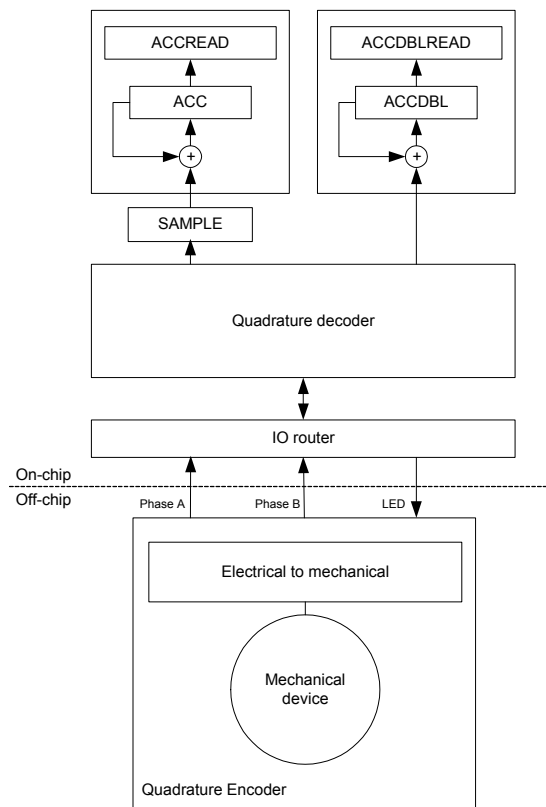 ACCREAD
ACCDBLREAD
ACC
ACCDBL
+
+
SAMPLE
Quadrature decoder
IO router
On-chip
Off-chip
Phase A
Phase B
LED
Electrical to mechanical
Mechanical
device
Quadrature Encoder